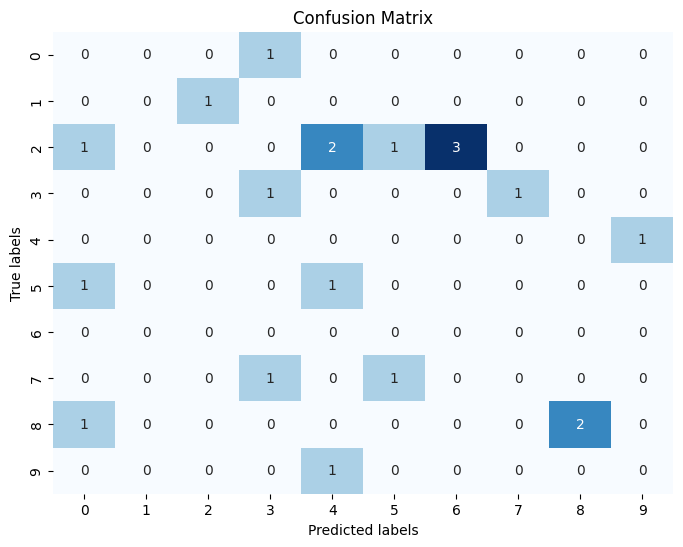 Confusion Matrix
True labels
0 0 0 0 1 0 0 0 0 0 0
1 0 0 1 0 0 0 0 0 0 0
2 1 0 0 0 2 1 3 0 0 0
3 0 0 0 1 0 0 0 1 0 0
4 0 0 0 0 0 0 0 0 0 1
5 1 0 0 0 1 0 0 0 0 0
6 0 0 0 0 0 0 0 0 0 0
7 0 0 0 1 0 1 0 0 0 0
8 1 0 0 0 0 0 0 0 2 0
9 0 0 0 0 1 0 0 0 0 0
0 1 2 3 4 5 6 7 8 9
Predicted labels